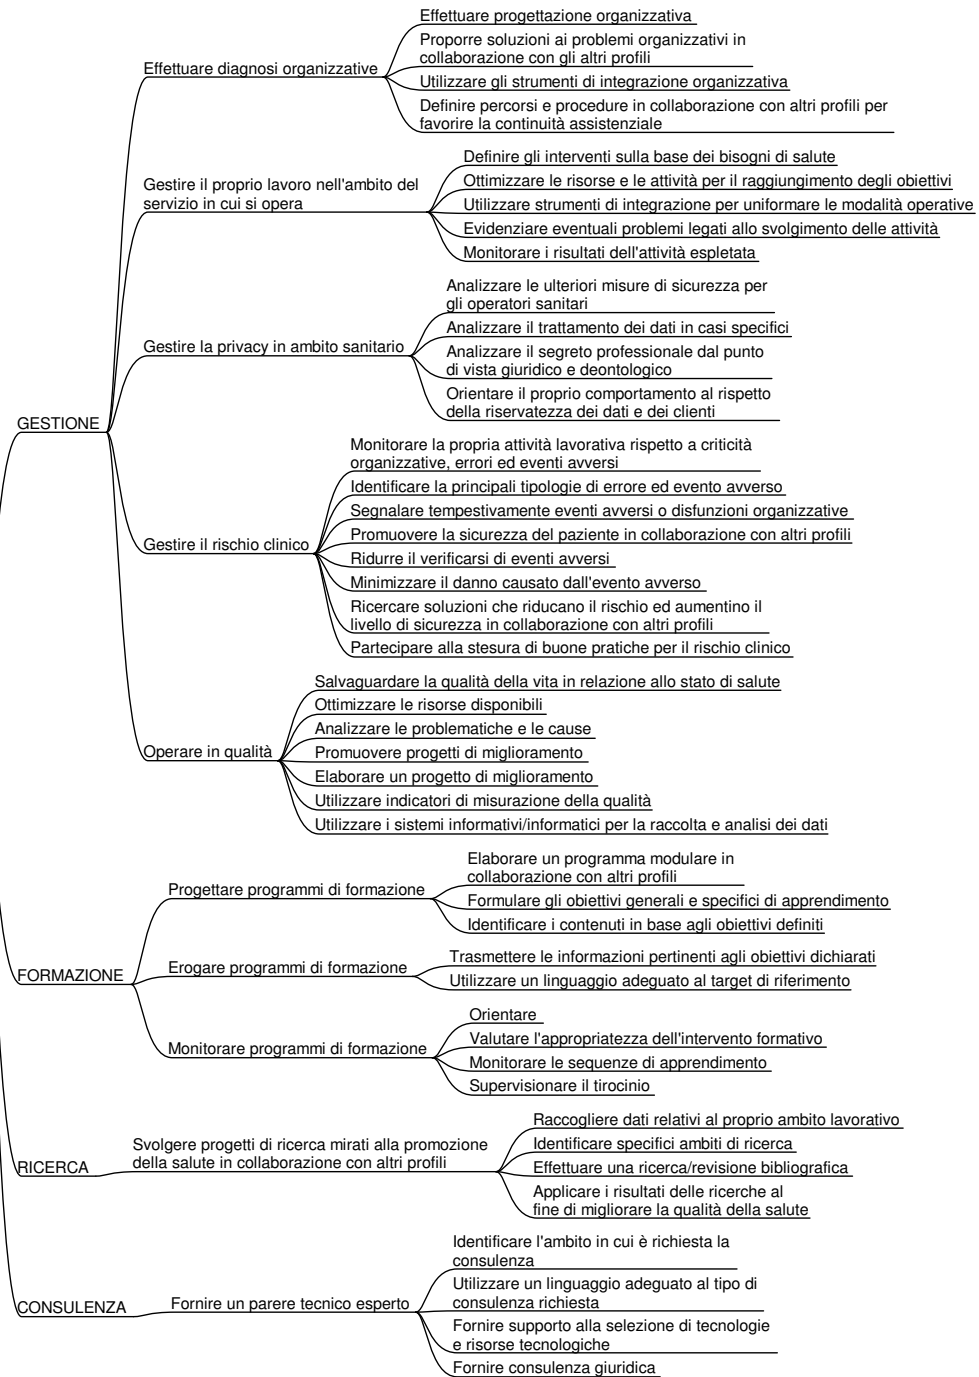 GESTIONE
Effettuare diagnosi organizzative
Effettuare progettazione organizzativa
Proporre soluzioni ai problemi organizzativi in
collaborazione con gli altri profili
Utilizzare gli strumenti di integrazione organizzativa
Definire percorsi e procedure in collaborazione con altri profili per
favorire la continuità assistenziale
Gestire il proprio lavoro nell'ambito del
servizio in cui si opera
Definire gli interventi sulla base dei bisogni di salute
Ottimizzare le risorse e le attività per il raggiungimento degli obiettivi
Utilizzare strumenti di integrazione per uniformare le modalità operative
Evidenziare eventuali problemi legati allo svolgimento delle attività
Monitorare i risultati dell'attività espletata
Gestire la privacy in ambito sanitario
Analizzare le ulteriori misure di sicurezza per
gli operatori sanitari
Analizzare il trattamento dei dati in casi specifici
Analizzare il segreto professionale dal punto
di vista giuridico e deontologico
Orientare il proprio comportamento al rispetto
della riservatezza dei dati e dei clienti
Gestire il rischio clinico
Monitorare la propria attività lavorativa rispetto a criticità
organizzative, errori ed eventi avversi
Identificare la principali tipologie di errore ed evento avverso
Segnalare tempestivamente eventi avversi o disfunzioni organizzative
Promuovere la sicurezza del paziente in collaborazione con altri profili
Ridurre il verificarsi di eventi avversi
Minimizzare il danno causato dall'evento avverso
Ricercare soluzioni che riducano il rischio ed aumentino il
livello di sicurezza in collaborazione con altri profili
Partecipare alla stesura di buone pratiche per il rischio clinico
Operare in qualità
Salvaguardare la qualità della vita in relazione allo stato di salute
Ottimizzare le risorse disponibili
Analizzare le problematiche e le cause
Promuovere progetti di miglioramento
Elaborare un progetto di miglioramento
Utilizzare indicatori di misurazione della qualità
Utilizzare i sistemi informativi/informatici per la raccolta e analisi dei dati
FORMAZIONE
Progettare programmi di formazione
Elaborare un programma modulare in
collaborazione con altri profili
Formulare gli obiettivi generali e specifici di apprendimento
Identificare i contenuti in base agli obiettivi definiti
Erogare programmi di formazione
Trasmettere le informazioni pertinenti agli obiettivi dichiarati
Utilizzare un linguaggio adeguato al target di riferimento
Monitorare programmi di formazione
Orientare
Valutare l'appropriatezza dell'intervento formativo
Monitorare le sequenze di apprendimento
Supervisionare il tirocinio
RICERCA
Svolgere progetti di ricerca mirati alla promozione
della salute in collaborazione con altri profili
Raccogliere dati relativi al proprio ambito lavorativo
Identificare specifici ambiti di ricerca
Effettuare una ricerca/revisione bibliografica
Applicare i risultati delle ricerche al
fine di migliorare la qualità della salute
CONSULENZA
Fornire un parere tecnico esperto
Identificare l'ambito in cui è richiesta la
consulenza
Utilizzare un linguaggio adeguato al tipo di
consulenza richiesta
Fornire supporto alla selezione di tecnologie
e risorse tecnologiche
Fornire consulenza giuridica